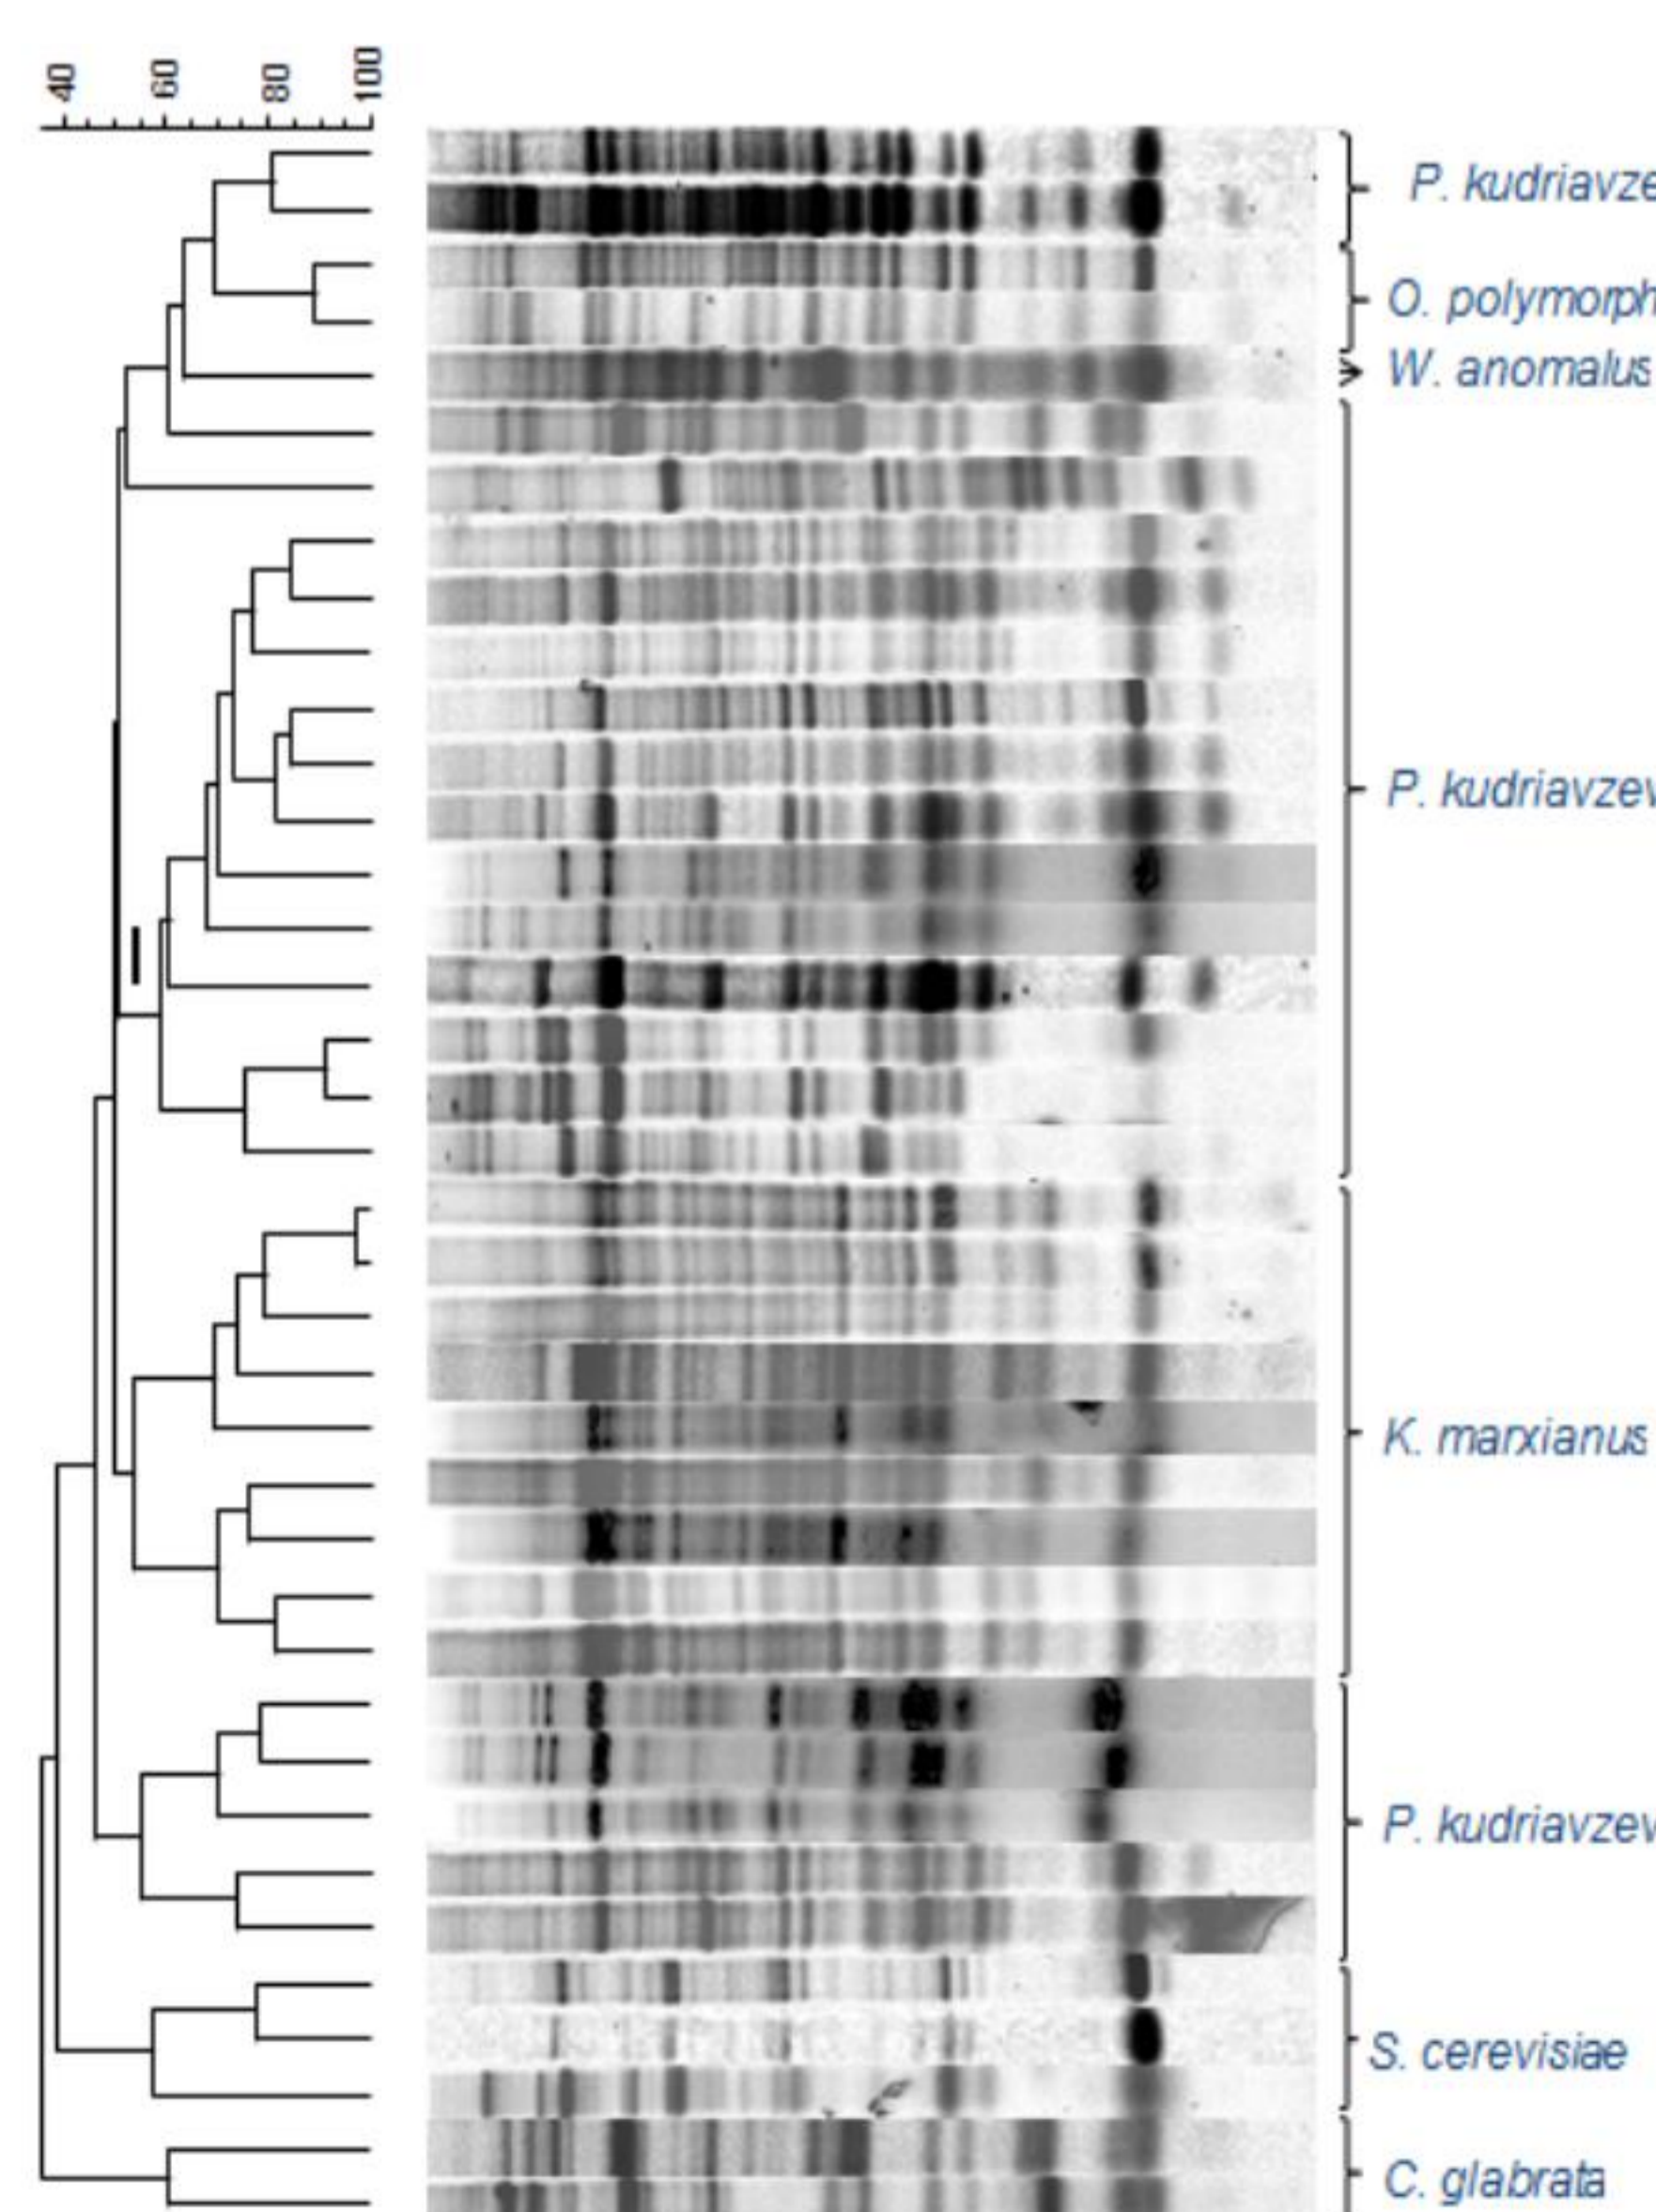 40 60 80 100
P. kudriavze
O. polymorph
W. anomalus
P. kudriavzev
K. marxianus
P. kudriavzev
S. cerevisiae
C. glabrata